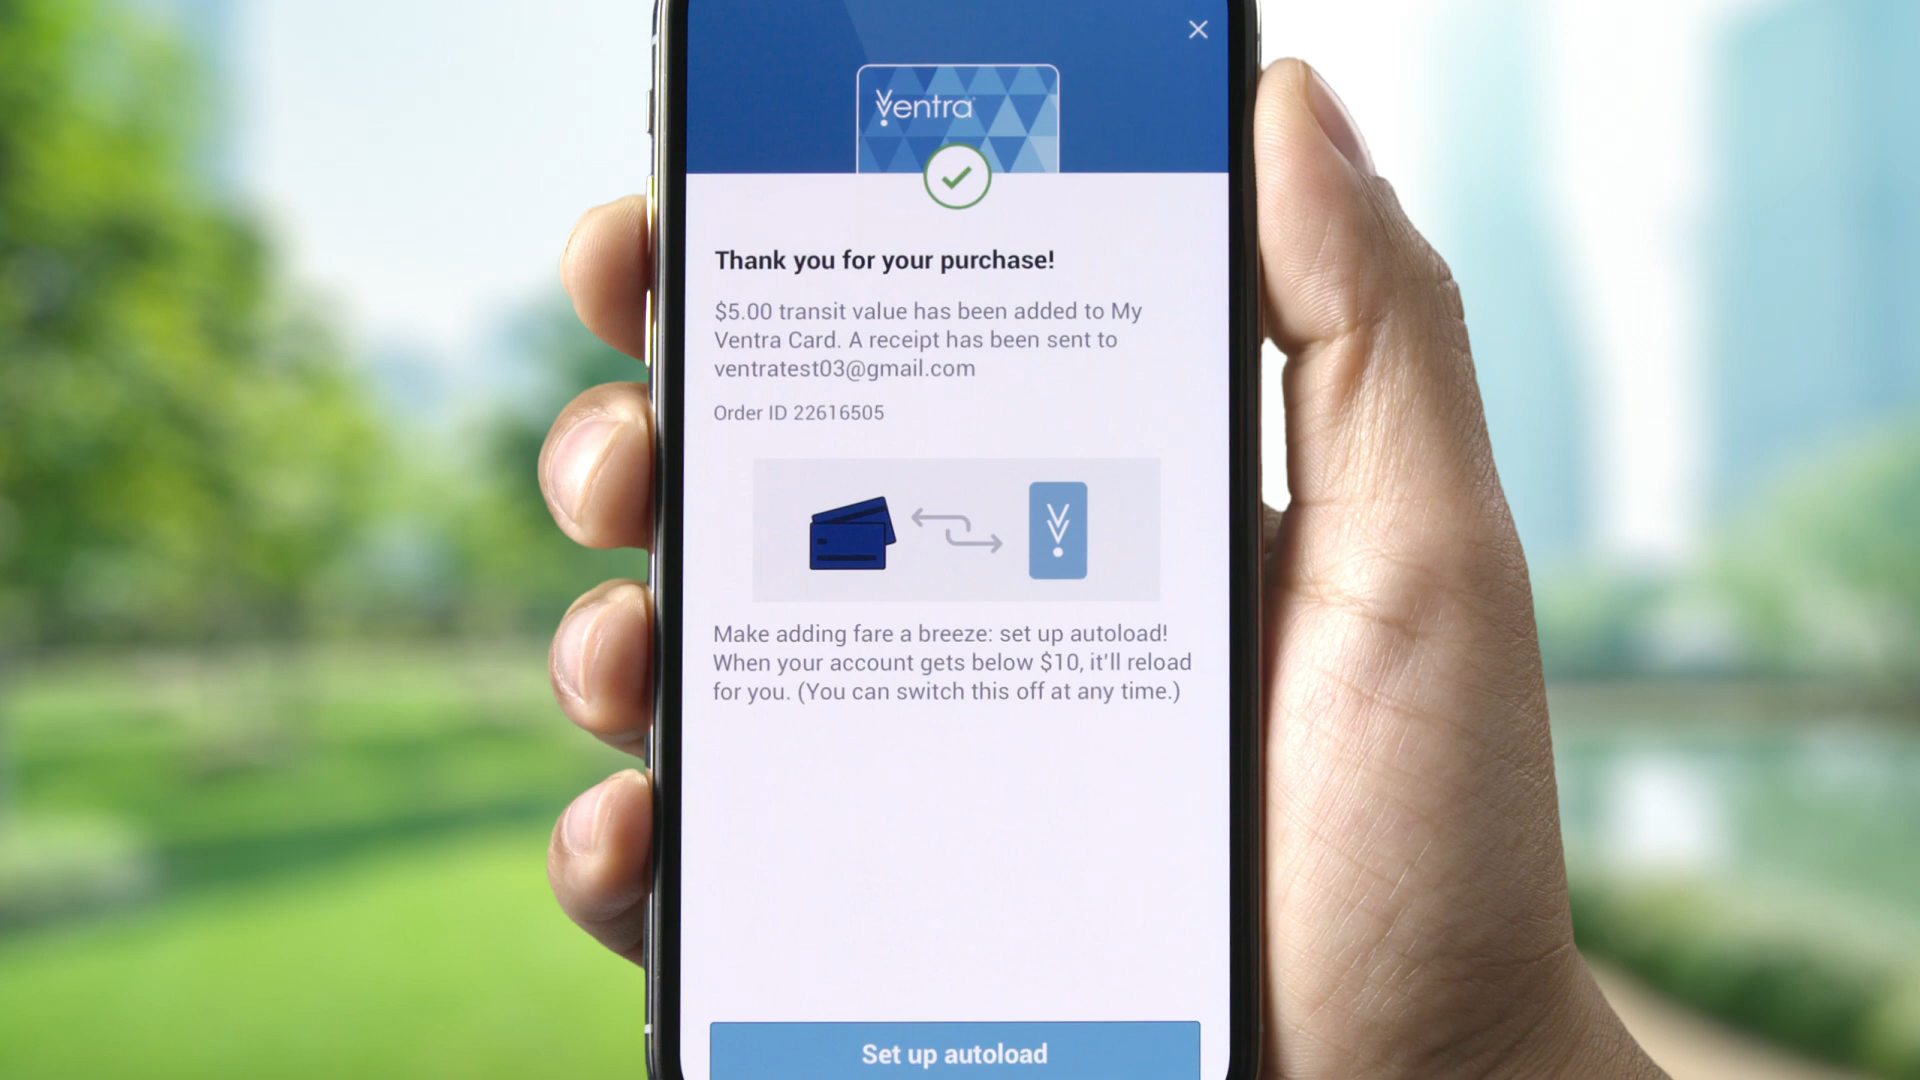 Ventra
Thank you for your purchase!
$5.00 transit value has been added to My
Ventra Card. A receipt has been sent to
ventratest03@gmail.com
Order ID 22616505
Make adding fare a breeze: set up autoload!
When your account gets below $10, it'll reload
for you. (You can switch this off at any time.)
Set up autoload